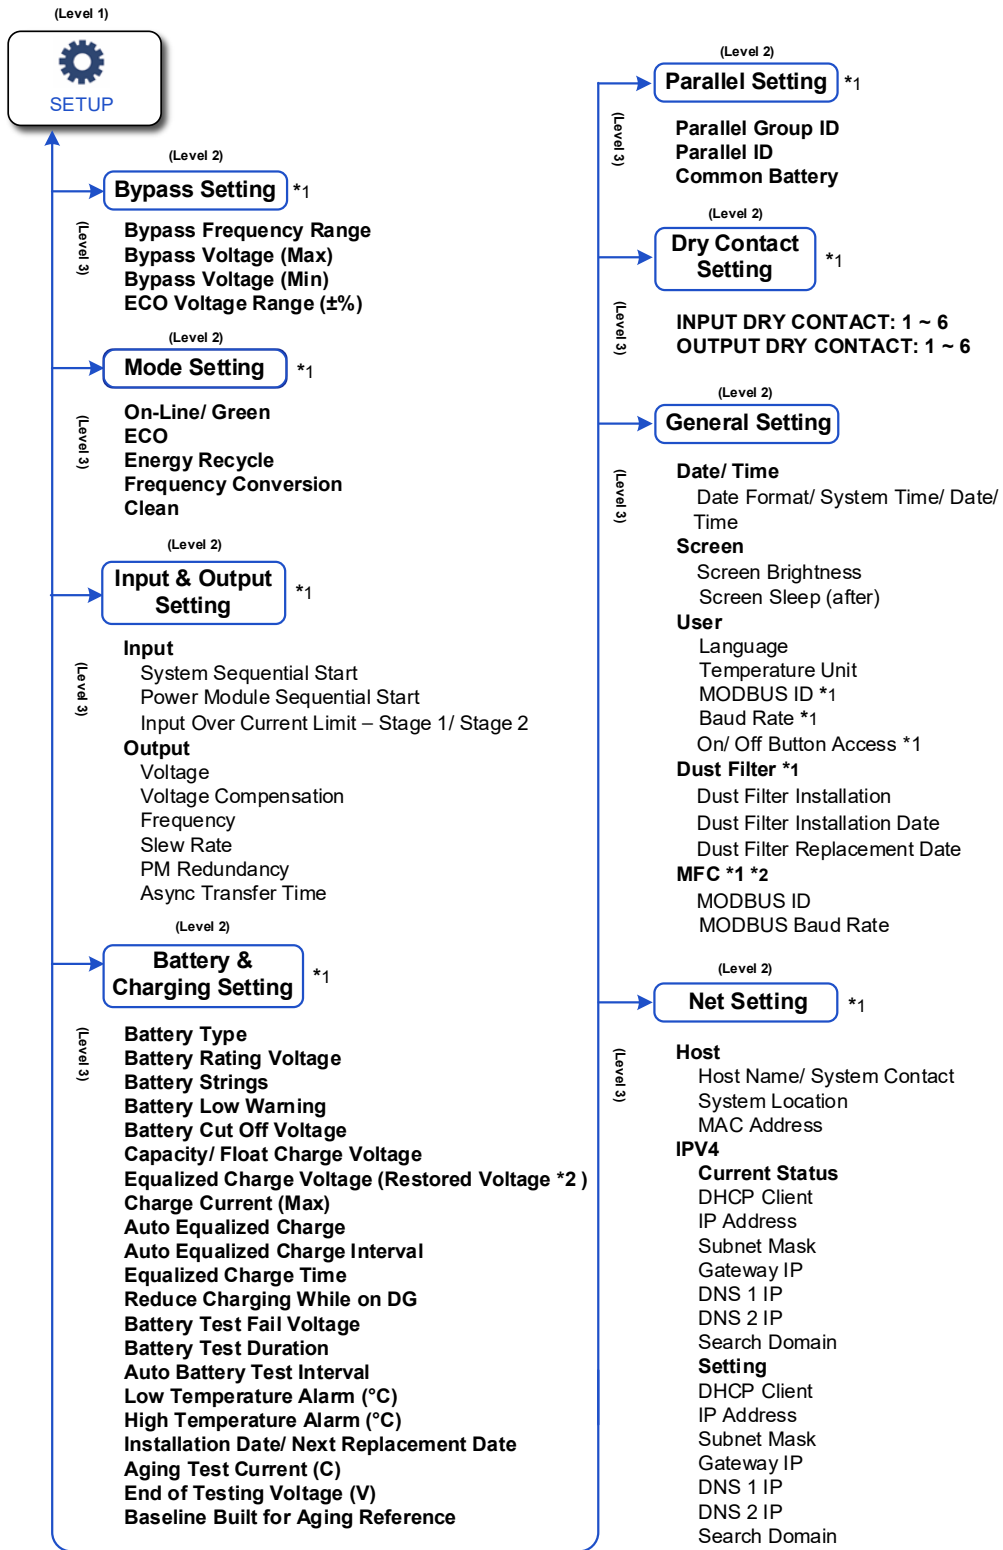 (Level 1)
SETUP
(Level 2)
Bypass Setting *1
(Level 3)
Bypass Frequency Range
Bypass Voltage (Max)
Bypass Voltage (Min)
ECO Voltage Range (±%)
(Level 2)
Mode Setting *1
(Level 3)
On-Line/ Green
ECO
Energy Recycle
Frequency Conversion
Clean
(Level 2)
Input & Output
Setting *1
(Level 3)
Input
System Sequential Start
Power Module Sequential Start
Input Over Current Limit – Stage 1/ Stage 2
Output
Voltage
Voltage Compensation
Frequency
Slew Rate
PM Redundancy
Async Transfer Time
(Level 2)
Battery &
Charging Setting *1
(Level 3)
Battery Type
Battery Rating Voltage
Battery Strings
Battery Low Warning
Battery Cut Off Voltage
Capacity/ Float Charge Voltage
Equalized Charge Voltage (Restored Voltage *2 )
Charge Current (Max)
Auto Equalized Charge
Auto Equalized Charge Interval
Equalized Charge Time
Reduce Charging While on DG
Battery Test Fail Voltage
Battery Test Duration
Auto Battery Test Interval
Low Temperature Alarm (°C)
High Temperature Alarm (°C)
Installation Date/ Next Replacement Date
Aging Test Current (C)
End of Testing Voltage (V)
Baseline Built for Aging Reference
(Level 2)
Parallel Setting *1
(Level 3)
Parallel Group ID
Parallel ID
Common Battery
(Level 2)
Dry Contact
Setting *1
(Level 3)
INPUT DRY CONTACT: 1 ~ 6
OUTPUT DRY CONTACT: 1 ~ 6
(Level 2)
General Setting
(Level 3)
Date/ Time
Date Format/ System Time/ Date/
Time
Screen
Screen Brightness
Screen Sleep (after)
User
Language
Temperature Unit
MODBUS ID *1
Baud Rate *1
On/ Off Button Access *1
Dust Filter *1
Dust Filter Installation
Dust Filter Installation Date
Dust Filter Replacement Date
MFC *1 *2
MODBUS ID
MODBUS Baud Rate
(Level 2)
Net Setting *1
(Level 3)
Host
Host Name/ System Contact
System Location
MAC Address
IPV4
Current Status
DHCP Client
IP Address
Subnet Mask
Gateway IP
DNS 1 IP
DNS 2 IP
Search Domain
Setting
DHCP Client
IP Address
Subnet Mask
Gateway IP
DNS 1 IP
DNS 2 IP
Search Domain